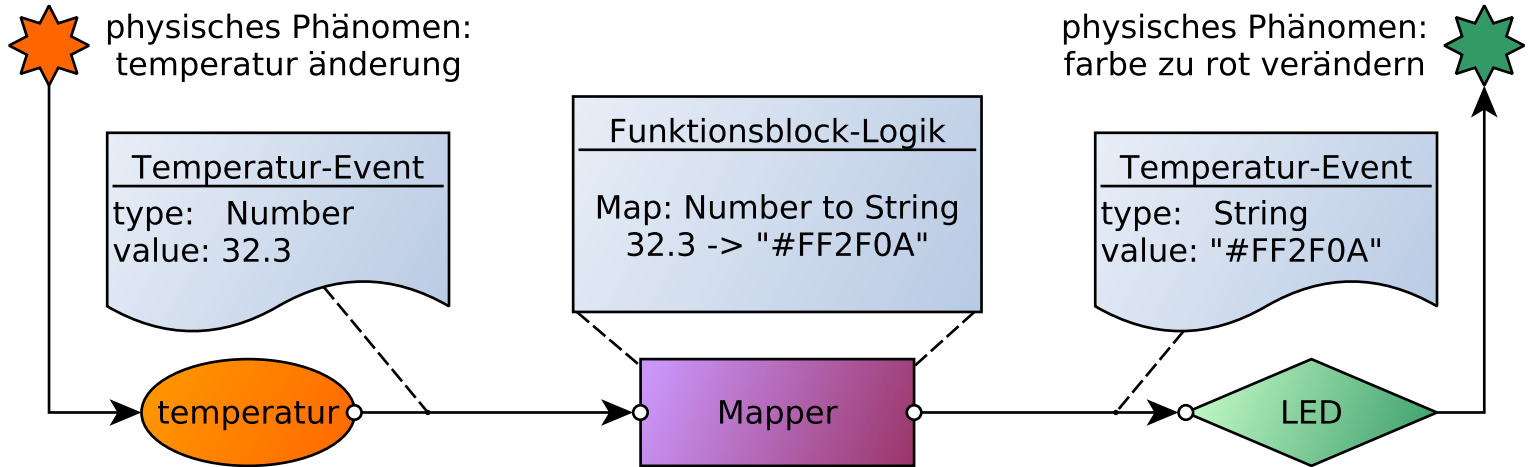 physisches Phänomen:
temperatur änderung
physisches Phänomen:
farbe zu rot verändern
Temperatur-Event
type: Number
value: 32.3
Funktionsblock-Logik
Map: Number to String
32.3 -> "#FF2F0A"
Temperatur-Event
type: String
value: "#FF2F0A"
temperatur
Mapper
LED